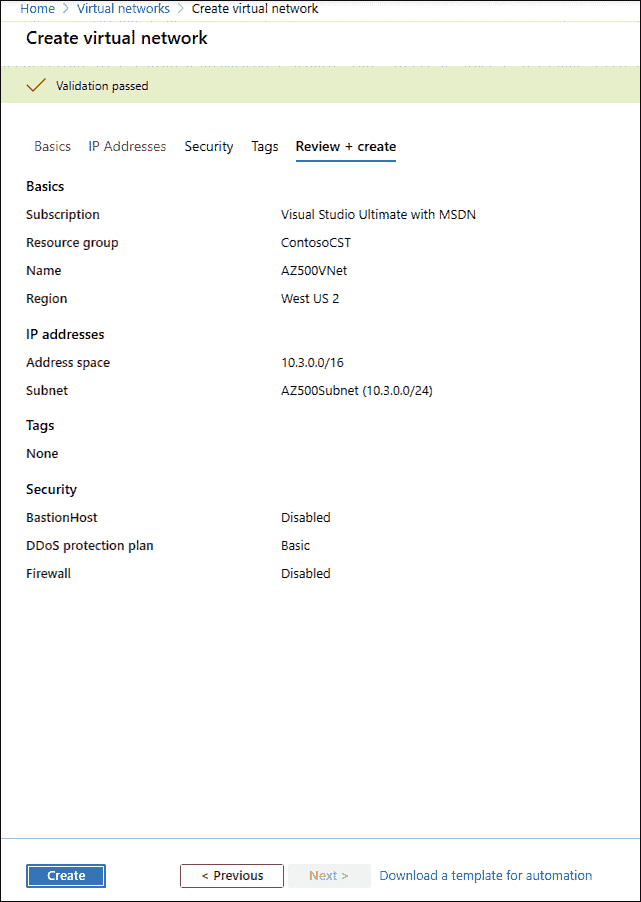 Home > Virtual networks > Create virtual network
Create virtual network
Validation passed
Basics IP Addresses Security Tags Review + create
Basics
Subscription Visual Studio Ultimate with MSDN
Resource group ContosoCST
Name AZ500VNet
Region West US 2
IP addresses
Address space 10.3.0.0/16
Subnet AZ500Subnet (10.3.0.0/24)
Tags
None
Security
BastionHost Disabled
DDoS protection plan Basic
Firewall Disabled
Create < Previous Next > Download a template for automation